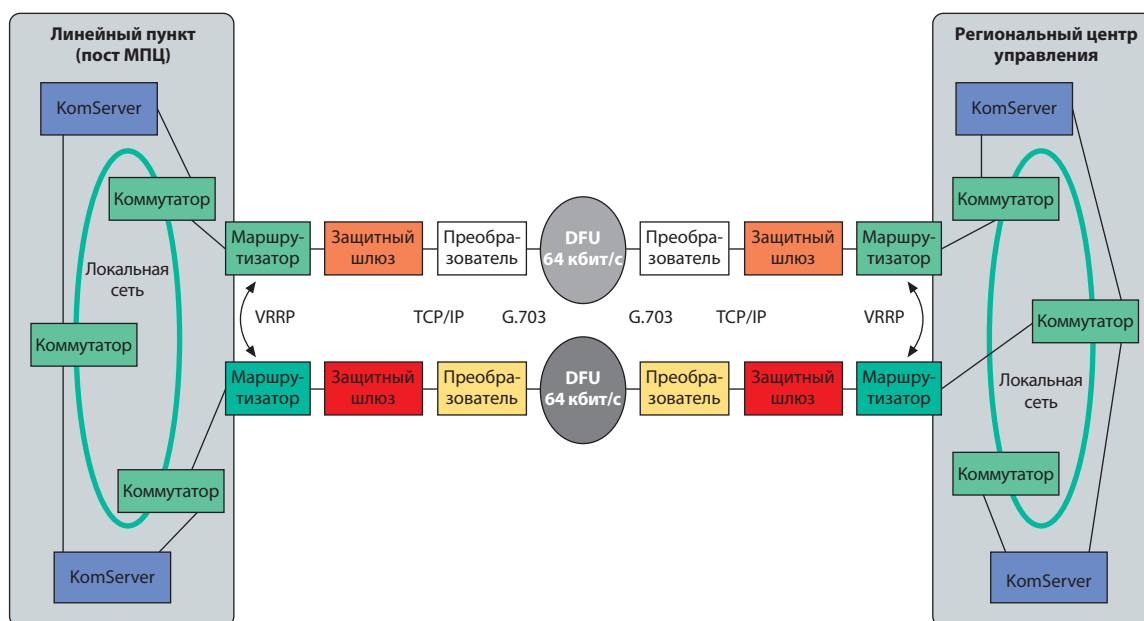 Линейный пункт
(пост МПЦ)
KomServer
Коммутатор
Локальная
сеть
Коммутатор
Коммутатор
KomServer
Маршру-
тизатор
Защитный
шлюз
Преобра-
зователь
DFU
64 кбит/с
Преобра-
зователь
Защитный
шлюз
Маршру-
тизатор
VRRP
TCP/IP
G.703
G.703
TCP/IP
VRRP
Маршру-
тизатор
Защитный
шлюз
Преобра-
зователь
DFU
64 кбит/с
Преобра-
зователь
Защитный
шлюз
Маршру-
тизатор
Региональный центр
управления
KomServer
Коммутатор
Коммутатор
Локальная
сеть
Коммутатор
KomServer